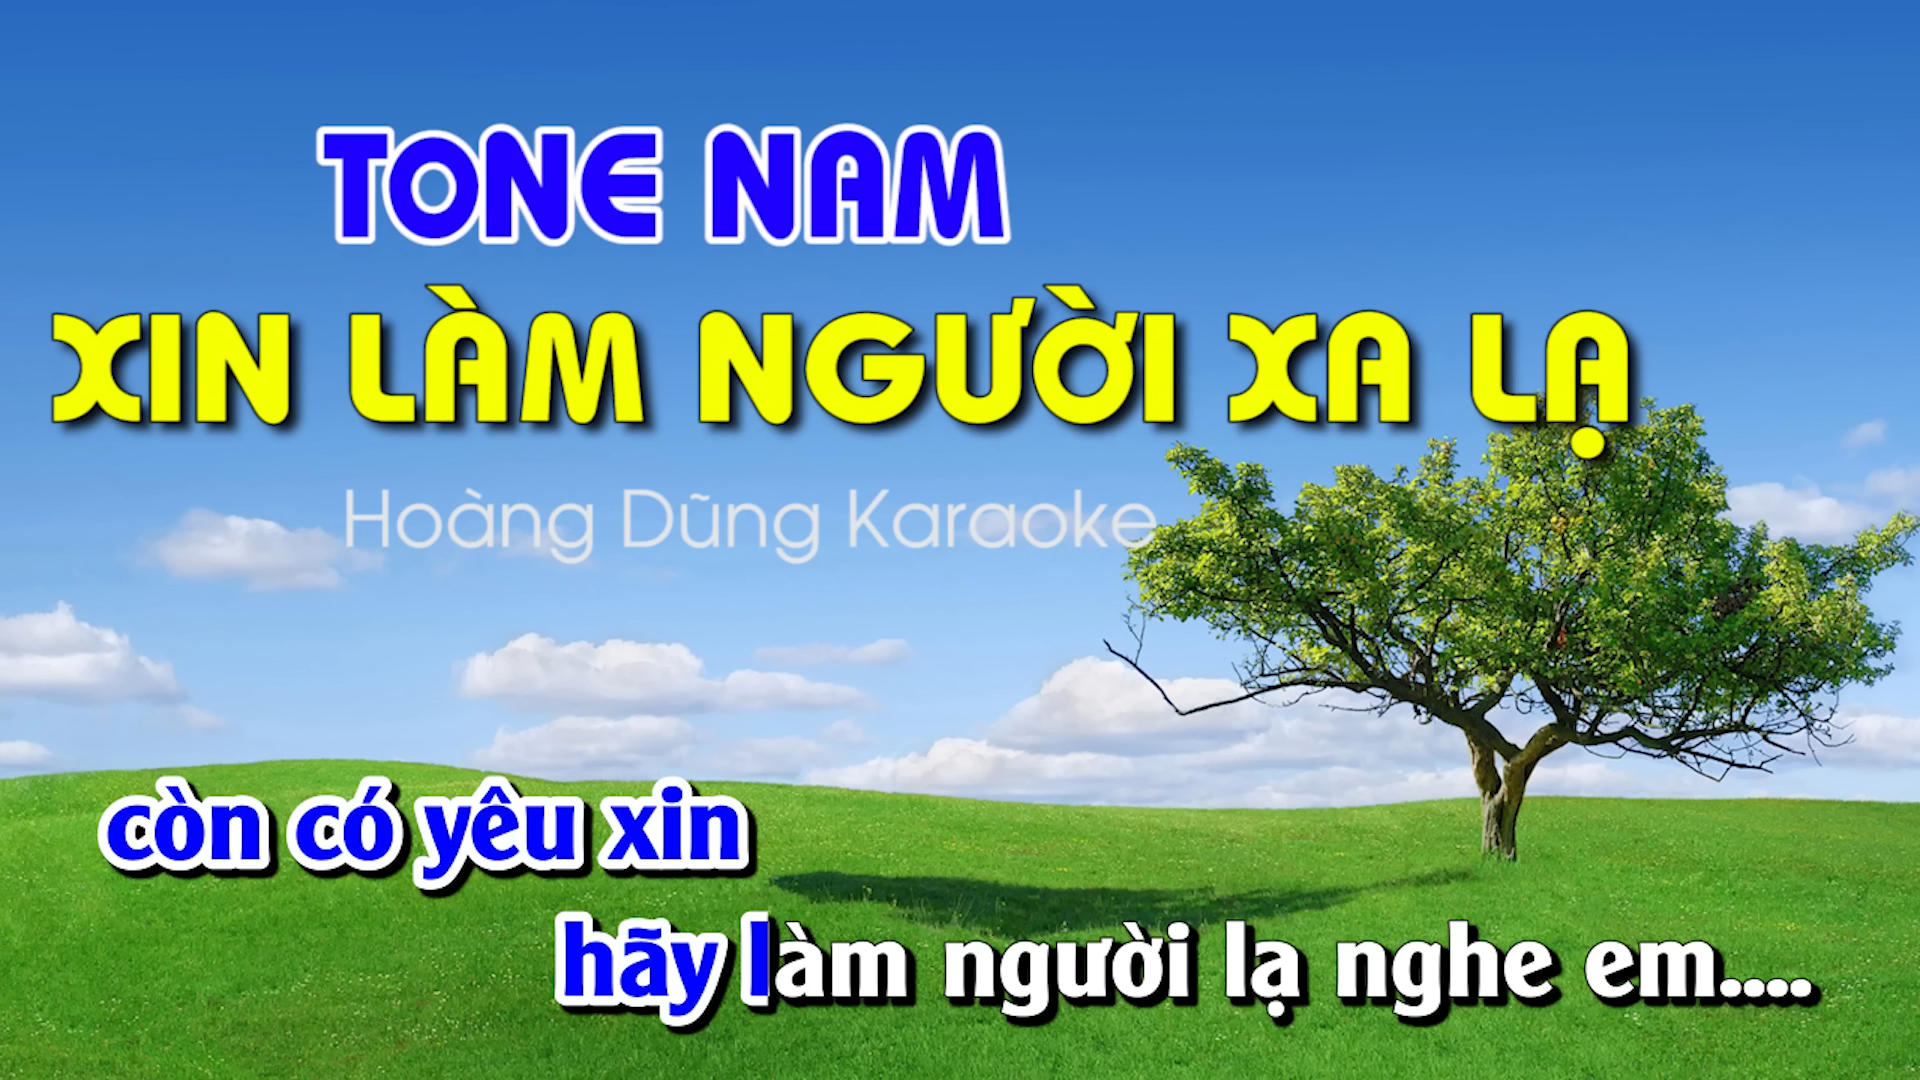 TONE NAM
XIN LÀM NGƯỜI XA LẠ
Hoàng Dũng Karaoke
còn có yêu xin
hãy làm người lạ nghe em....